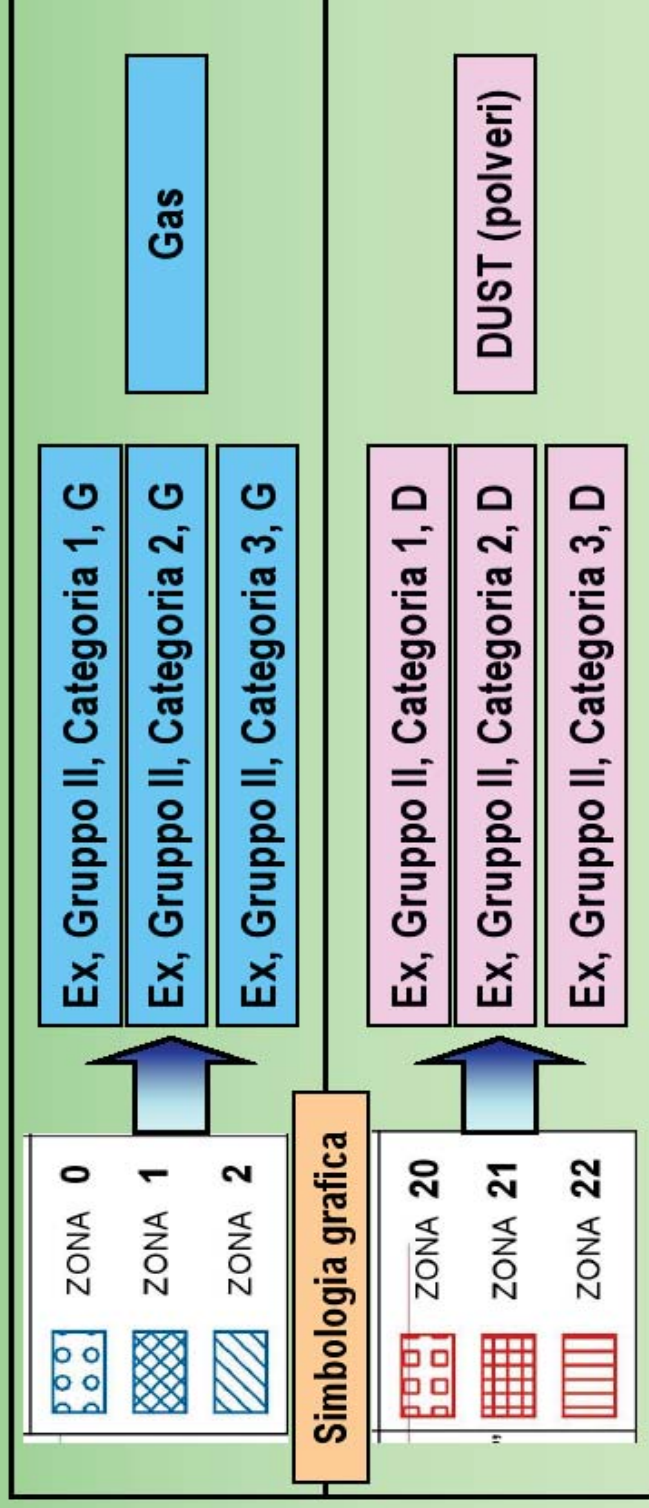 ZONA 0
ZONA 1
ZONA 2
Ex, Gruppo II, Categoria 1, G
Ex, Gruppo II, Categoria 2, G
Ex, Gruppo II, Categoria 3, G
Gas
Simbologia grafica
ZONA 20
ZONA 21
ZONA 22
"
Ex, Gruppo II, Categoria 1, D
Ex, Gruppo II, Categoria 2, D
Ex, Gruppo II, Categoria 3, D
DUST (polveri)